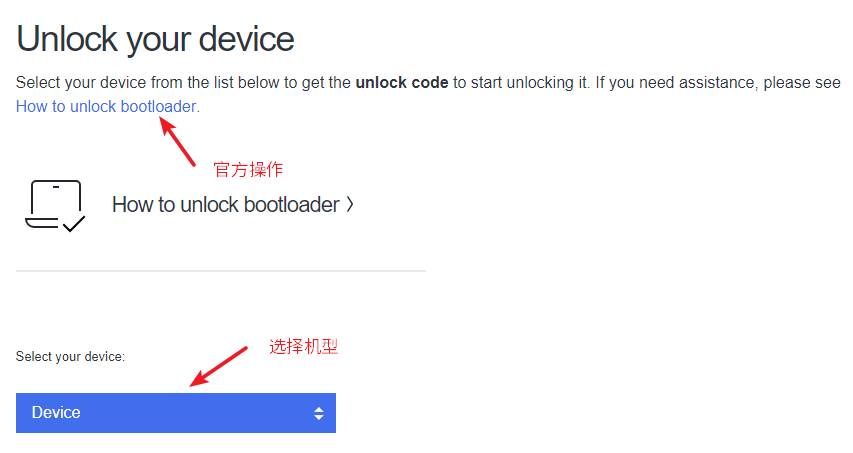 Unlock your device
Select your device from the list below to get the unlock code to start unlocking it. If you need assistance, please see
How to unlock bootloader.
官方操作
How to unlock bootloader 〉
选择机型
Select your device:
Device